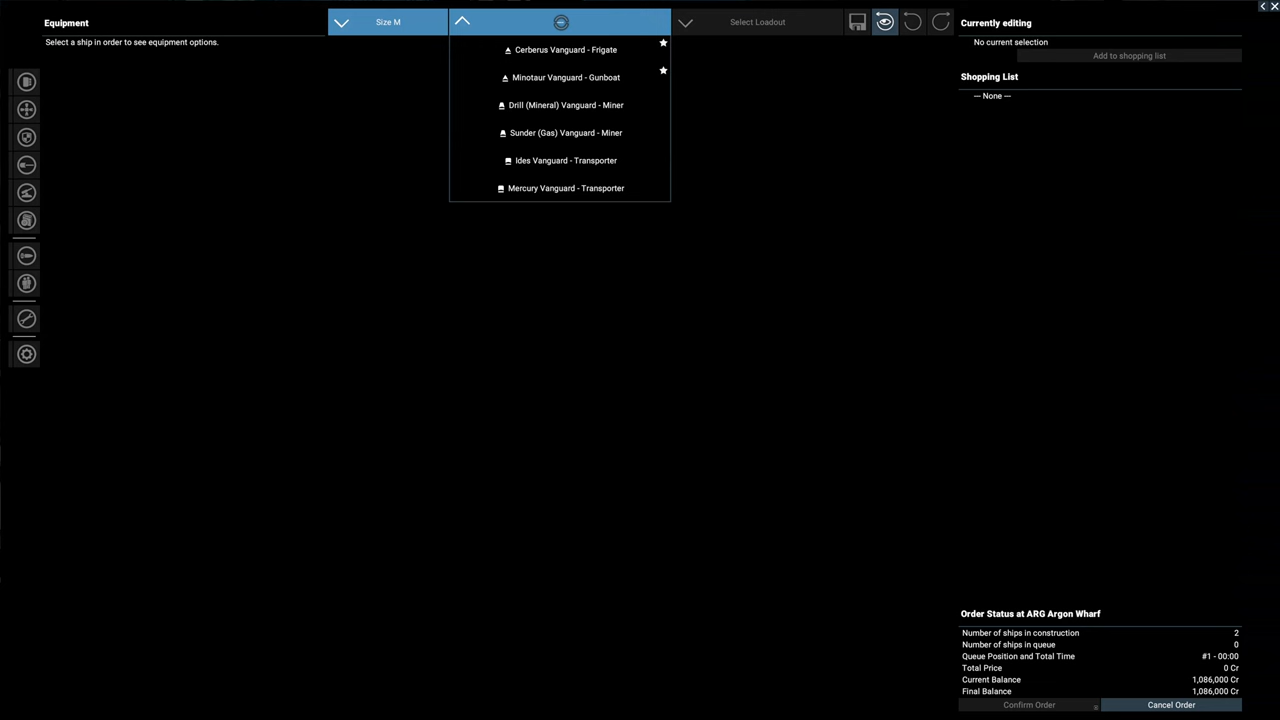 Equipment
Select a ship in order to see equipment options.
Size M
Select Loadout
Cerberus Vanguard - Frigate
Minotaur Vanguard - Gunboat
Drill (Mineral) Vanguard - Miner
Sunder (Gas) Vanguard - Miner
Ides Vanguard - Transporter
Mercury Vanguard - Transporter
Currently editing
No current selection
Add to shopping list
Shopping List
— None —
Order Status at ARG Argon Wharf
Number of ships in construction 2
Number of ships in queue 0
Queue Position and Total Time #1 - 00:00
Total Price 0 Cr
Current Balance 1,086,000 Cr
Final Balance 1,086,000 Cr
Confirm Order
Cancel Order